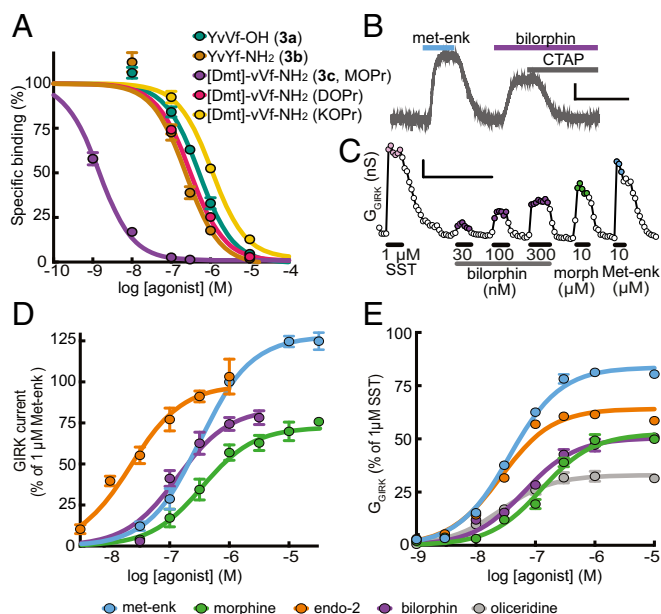 A
YvVf-OH (3a)
YvYf-NH2 (3b)
[Dmt]-vVf-NH2 (3c, MOPr)
[Dmt]-vVf-NH2 (DOPr)
[Dmt]-vVf-NH2 (KOPr)
Specific binding (%)
100
75
50
25
0
-10 -9 -8 -7 -6 -5 -4
log [agonist] (M)
B
met-enk
bilorphin
CTAP
C
GGIRK (nS)
1 µM
SST
30 100 300
bilorphin
(nM)
10
morph
(µM)
10
Met-enk
(µM)
D
GIRK current
(% of 1 µM Met-enk)
125
100
75
50
25
0
-8 -7 -6 -5
log [agonist] (M)
E
GGIRK (% of 1µM SST)
100
75
50
25
0
-9 -8 -7 -6 -5
log [agonist] (M)
met-enk morphine endo-2 bilorphin oliceridine